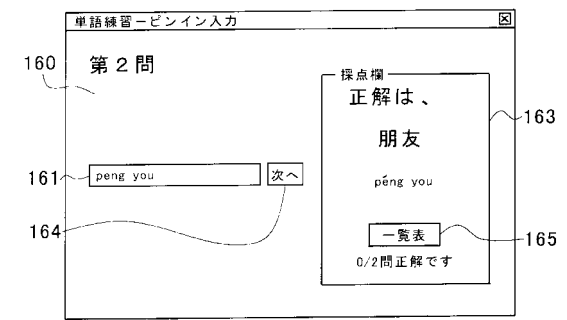 単語練習－ピンイン入力
160
第２問
採点欄
正解は、
163
朋友
161
peng you
次へ
péng you
164
一覧表
165
0/2問正解です